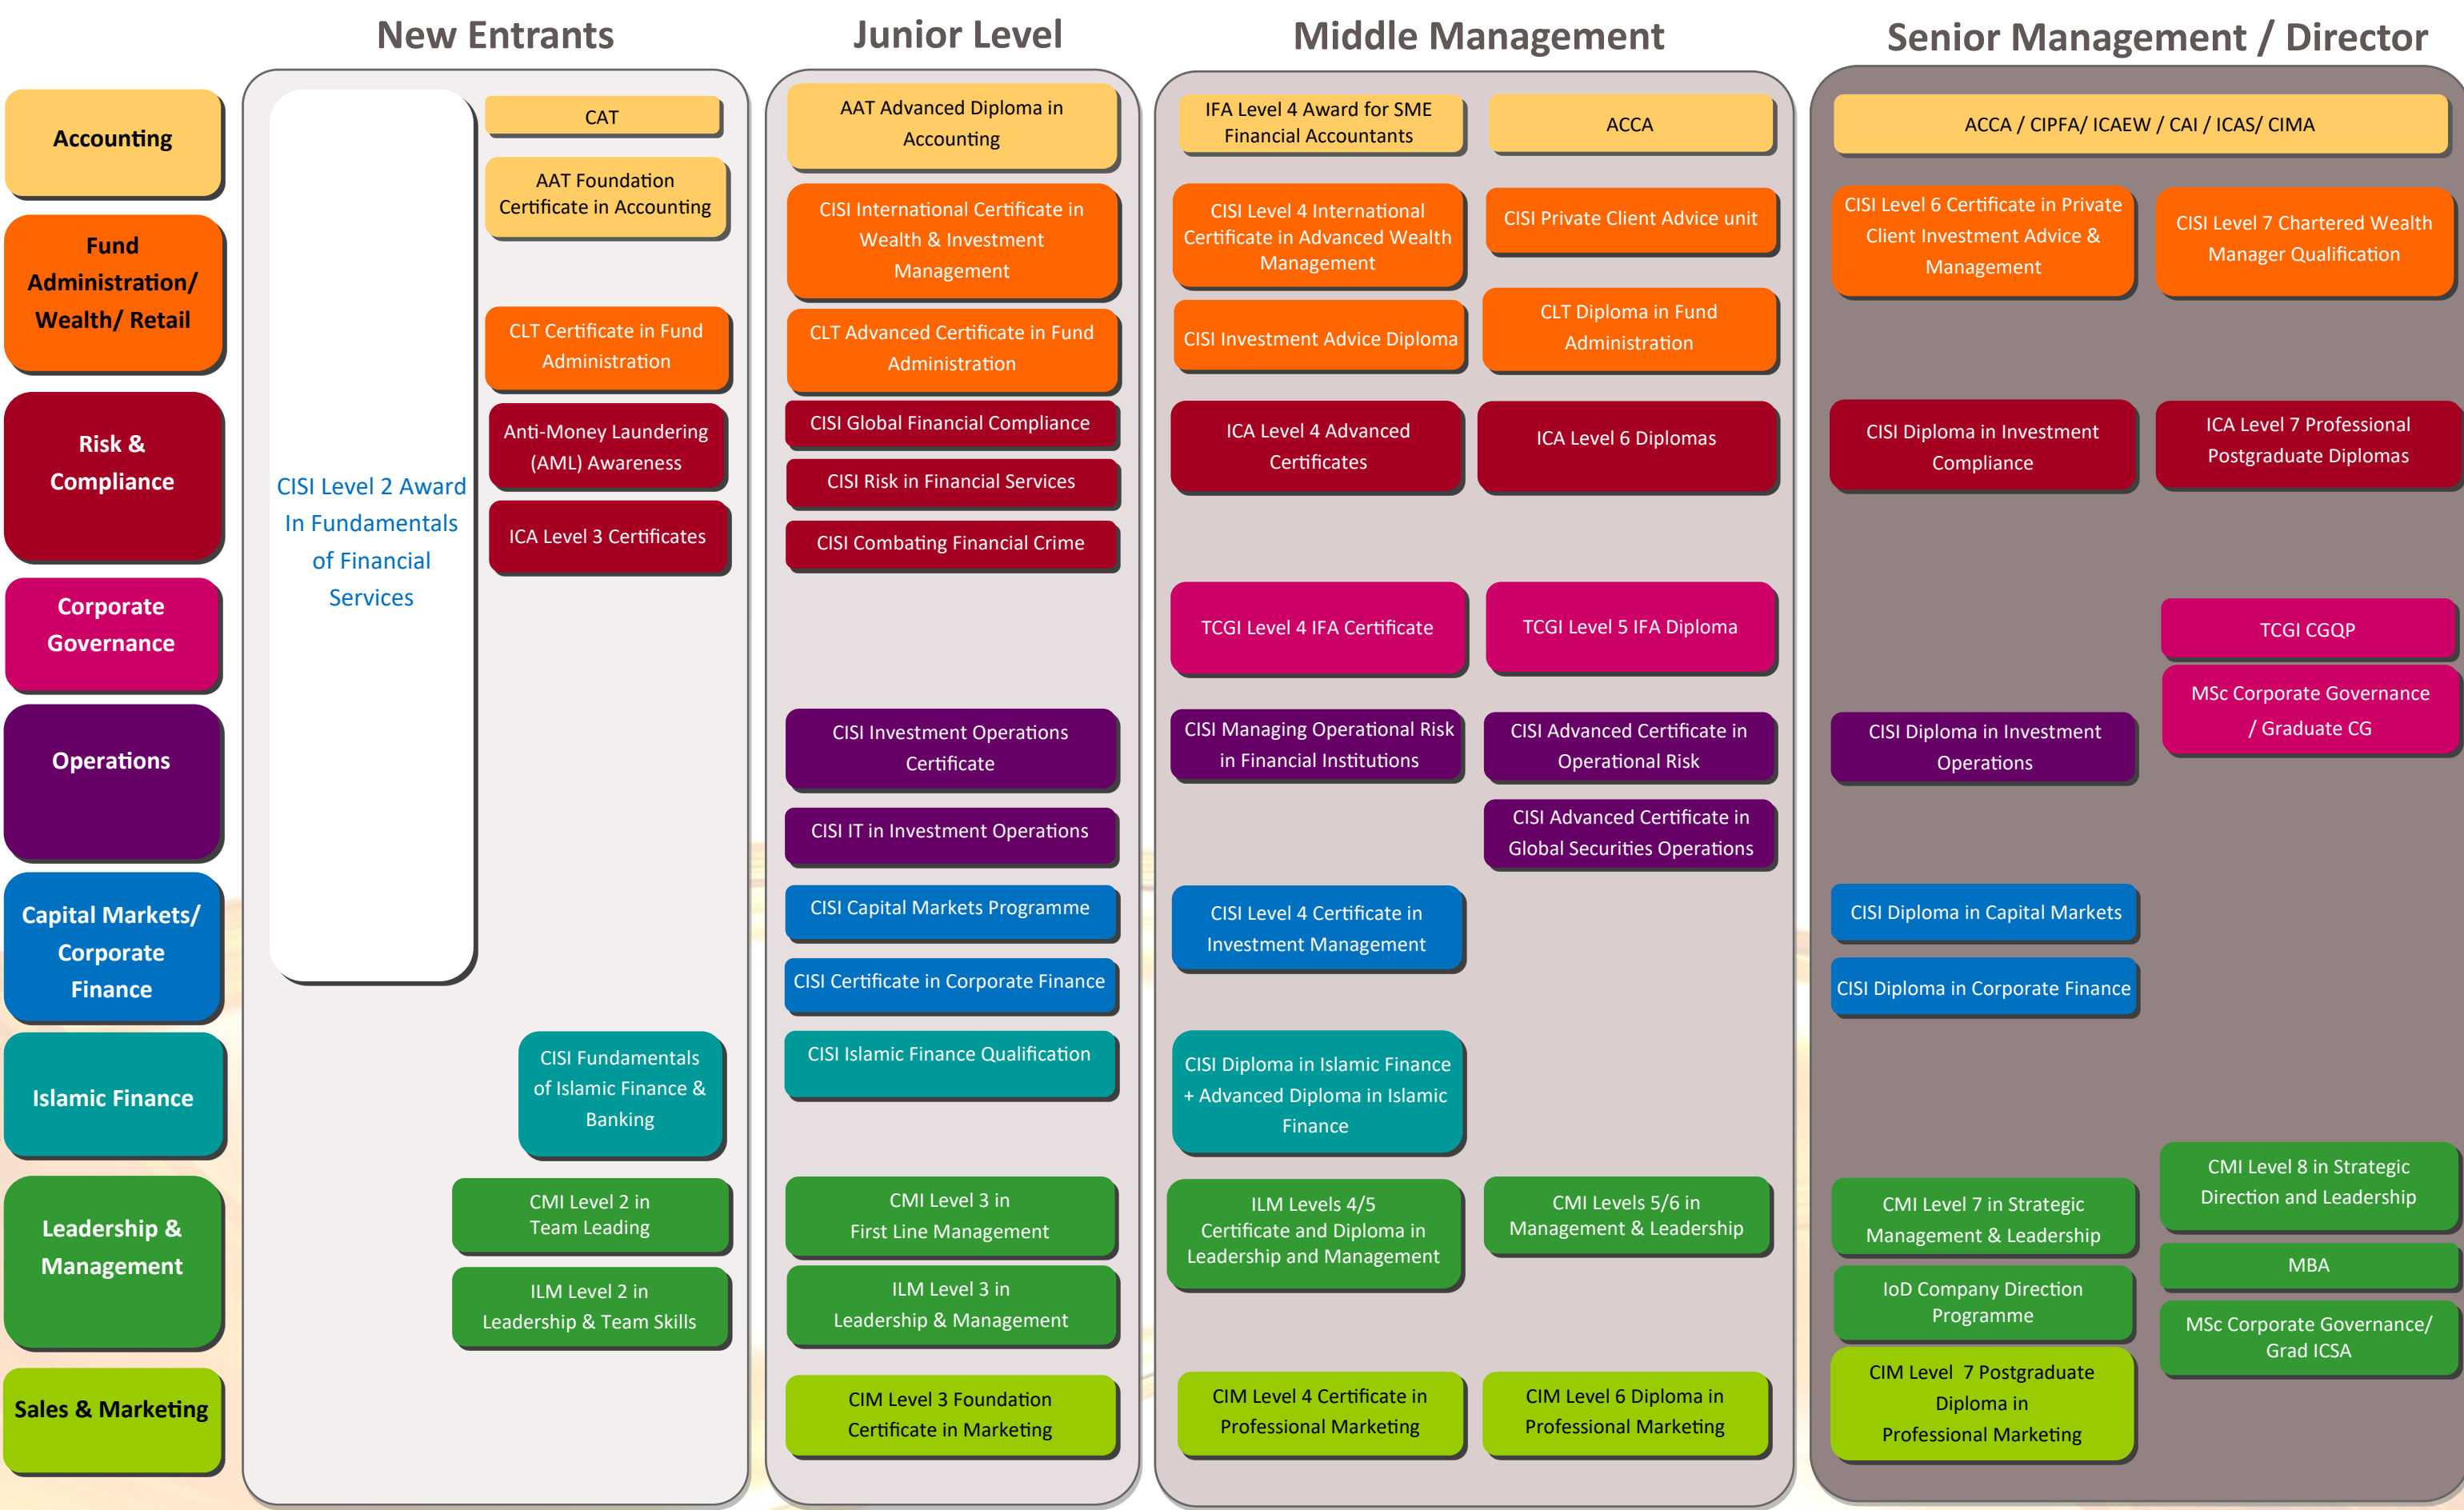 New Entrants
Junior Level
Middle Management
Senior Management / Director
Accounting
CAT
AAT Foundation
Certificate in Accounting
AAT Advanced Diploma in
Accounting
IFA Level 4 Award for SME
Financial Accountants
ACCA
ACCA / CIPFA/ ICAEW / CAI / ICAS/ CIMA
Fund
Administration/
Wealth/ Retail
CLT Certificate in Fund
Administration
CISI International Certificate in
Wealth & Investment
Management
CLT Advanced Certificate in Fund
Administration
CISI Level 4 International
Certificate in Advanced Wealth
Management
CISI Private Client Advice unit
CISI Investment Advice Diploma
CLT Diploma in Fund
Administration
CISI Level 6 Certificate in Private
Client Investment Advice &
Management
CISI Level 7 Chartered Wealth
Manager Qualification
Risk &
Compliance
CISI Level 2 Award
In Fundamentals
of Financial
Services
Anti-Money Laundering
(AML) Awareness
ICA Level 3 Certificates
CISI Global Financial Compliance
CISI Risk in Financial Services
CISI Combating Financial Crime
ICA Level 4 Advanced
Certificates
ICA Level 6 Diplomas
CISI Diploma in Investment
Compliance
ICA Level 7 Professional
Postgraduate Diplomas
Corporate
Governance
TCGI Level 4 IFA Certificate
TCGI Level 5 IFA Diploma
TCGI CGQP
MSc Corporate Governance
/ Graduate CG
Operations
CISI Investment Operations
Certificate
CISI IT in Investment Operations
CISI Managing Operational Risk
in Financial Institutions
CISI Advanced Certificate in
Operational Risk
CISI Advanced Certificate in
Global Securities Operations
CISI Diploma in Investment
Operations
Capital Markets/
Corporate
Finance
CISI Capital Markets Programme
CISI Certificate in Corporate Finance
CISI Level 4 Certificate in
Investment Management
CISI Diploma in Capital Markets
CISI Diploma in Corporate Finance
Islamic Finance
CISI Fundamentals
of Islamic Finance &
Banking
CISI Islamic Finance Qualification
CISI Diploma in Islamic Finance
+ Advanced Diploma in Islamic
Finance
Leadership &
Management
CMI Level 2 in
Team Leading
ILM Level 2 in
Leadership & Team Skills
CMI Level 3 in
First Line Management
ILM Level 3 in
Leadership & Management
ILM Levels 4/5
Certificate and Diploma in
Leadership and Management
CMI Levels 5/6 in
Management & Leadership
CMI Level 7 in Strategic
Management & Leadership
IoD Company Direction
Programme
CMI Level 8 in Strategic
Direction and Leadership
MBA
MSc Corporate Governance/
Grad ICSA
Sales & Marketing
CIM Level 3 Foundation
Certificate in Marketing
CIM Level 4 Certificate in
Professional Marketing
CIM Level 6 Diploma in
Professional Marketing
CIM Level  7 Postgraduate
Diploma in
Professional Marketing